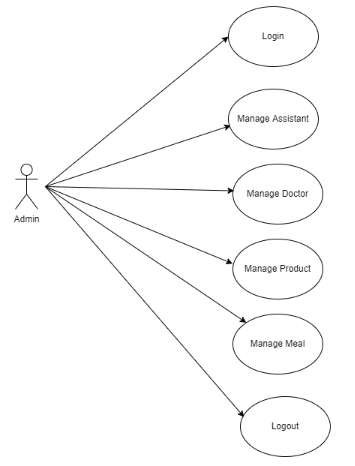 Login
Manage Assistant
Manage Doctor
Admin
Manage Product
Manage Meal
Logout